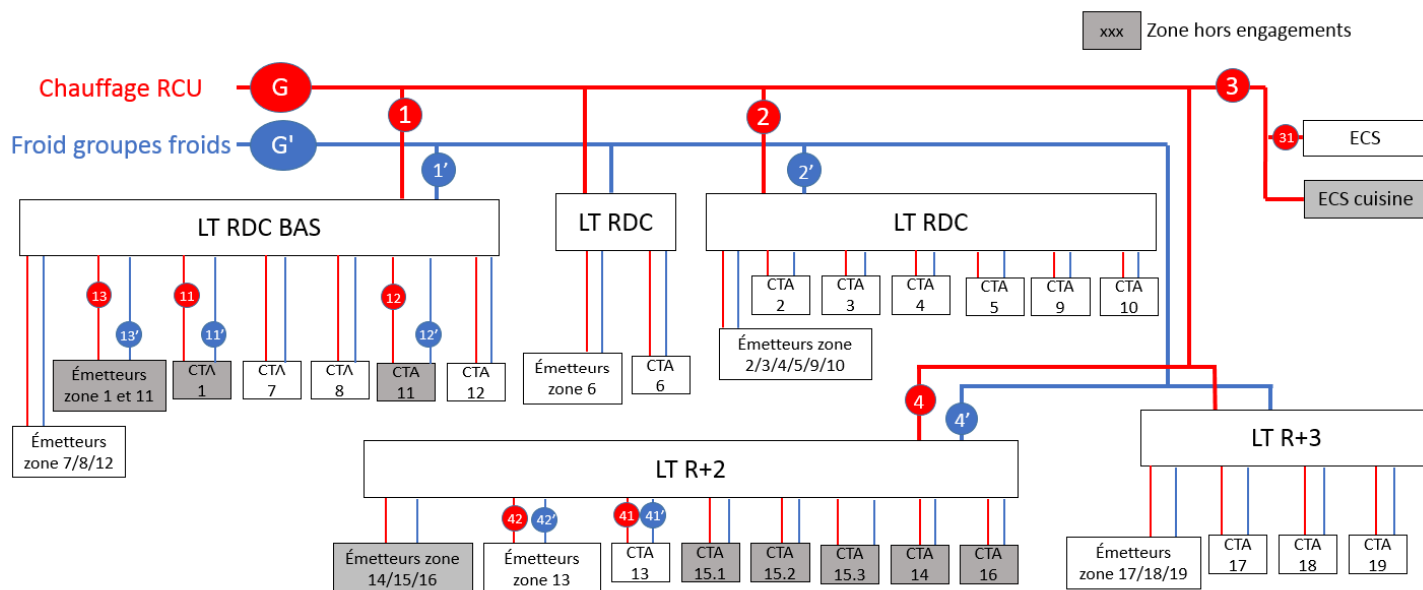 xxx Zone hors engagements
Chauffage RCU G
1
2
3
Froid groupes froids G'
1'
2'
31 ECS
ECS cuisine
LT RDC BAS
LT RDC
LT RDC
13 11 12
13' 11' 12'
Émetteurs
zone 1 et 11
CTA
1
CTA
7
CTA
8
CTA
11
CTA
12
Émetteurs
zone 7/8/12
Émetteurs
zone 6
CTA
6
Émetteurs zone
2/3/4/5/9/10
CTA
2
CTA
3
CTA
4
CTA
5
CTA
9
CTA
10
4
4'
LT R+2
LT R+3
42 42' 41 41'
Émetteurs zone
14/15/16
Émetteurs
zone 13
CTA
13
CTA
15.1
CTA
15.2
CTA
15.3
CTA
14
CTA
16
Émetteurs
zone 17/18/19
CTA
17
CTA
18
CTA
19